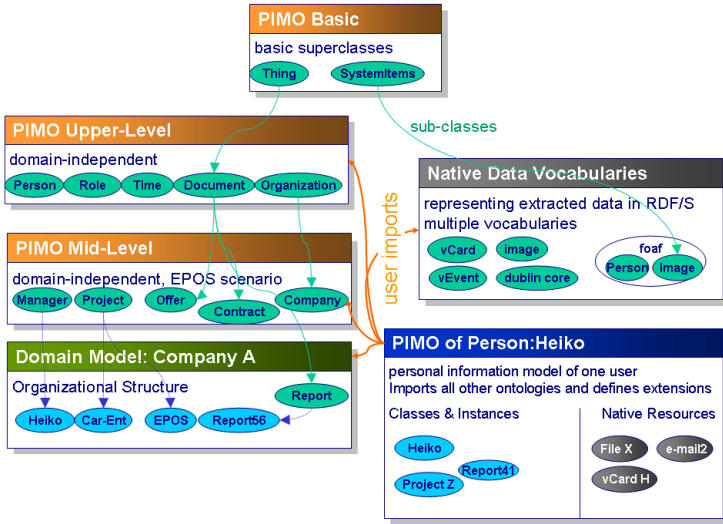 PIMO Basic
basic superclasses
Thing
SystemItems
PIMO Upper-Level
domain-independent
Person
Role
Time
Document
Organization
sub-classes
user imports
Native Data Vocabularies
representing extracted data in RDF/S
multiple vocabularies
vCard
image
vEvent
dublin core
foaf
Person
Image
PIMO Mid-Level
domain-independent, EPOS scenario
Manager
Project
Offer
Contract
Company
Domain Model: Company A
Organizational Structure
Report
Heiko
Car-Ent
EPOS
Report56
PIMO of Person:Heiko
personal information model of one user
Imports all other ontologies and defines extensions
Classes & Instances
Heiko
Report41
Project Z
Native Resources
File X
e-mail2
vCard H